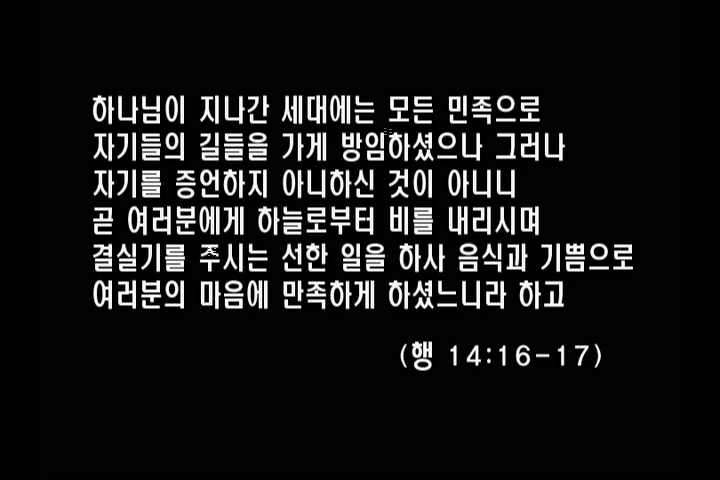 하나님이 지나간 세대에는 모든 민족으로
자기들의 길들을 가게 방임하셨으나 그러나
자기를 증언하지 아니하신 것이 아니니
곧 여러분에게 하늘로부터 비를 내리시며
결실기를 주시는 선한 일을 하사 음식과 기쁨으로
여러분의 마음에 만족하게 하셨느니라 하고
(행 14:16-17)